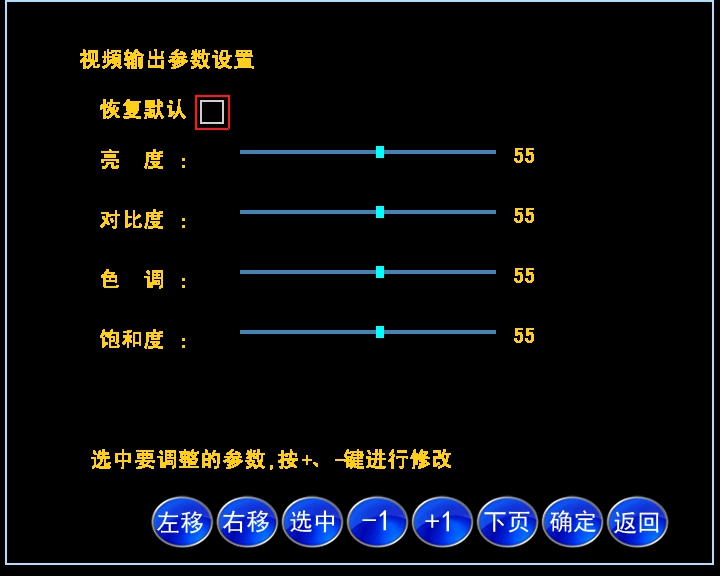 视频输出参数设置
恢复默认
亮 度 : 55
对比度 : 55
色 调 : 55
饱和度 : 55
选中要调整的参数,按+、-键进行修改
左移 右移 选中 -1 +1 下页 确定 返回